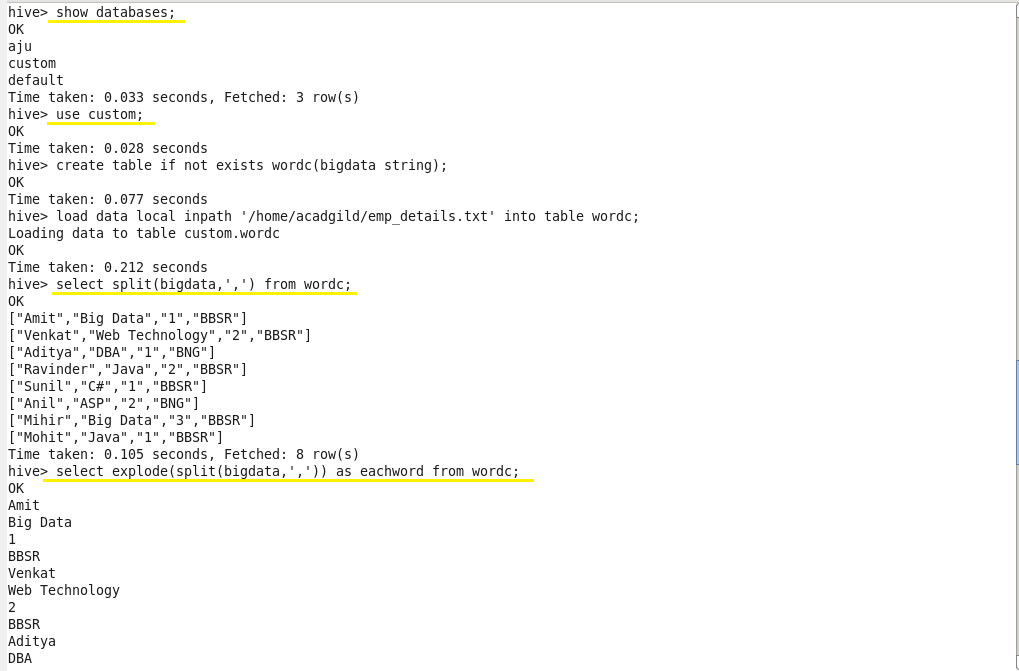 hive> show databases;
OK
aju
custom
default
Time taken: 0.033 seconds, Fetched: 3 row(s)
hive> use custom;
OK
Time taken: 0.028 seconds
hive> create table if not exists wordc(bigdata string);
OK
Time taken: 0.077 seconds
hive> load data local inpath '/home/acadgild/emp_details.txt' into table wordc;
Loading data to table custom.wordc
OK
Time taken: 0.212 seconds
hive> select split(bigdata,',') from wordc;
OK
["Amit","Big Data","1","BBSR"]
["Venkat","Web Technology","2","BBSR"]
["Aditya","DBA","1","BNG"]
["Ravinder","Java","2","BBSR"]
["Sunil","C#","1","BBSR"]
["Anil","ASP","2","BNG"]
["Mihir","Big Data","3","BBSR"]
["Mohit","Java","1","BBSR"]
Time taken: 0.105 seconds, Fetched: 8 row(s)
hive> select explode(split(bigdata,',')) as eachword from wordc;
OK
Amit
Big Data
1
BBSR
Venkat
Web Technology
2
BBSR
Aditya
DBA